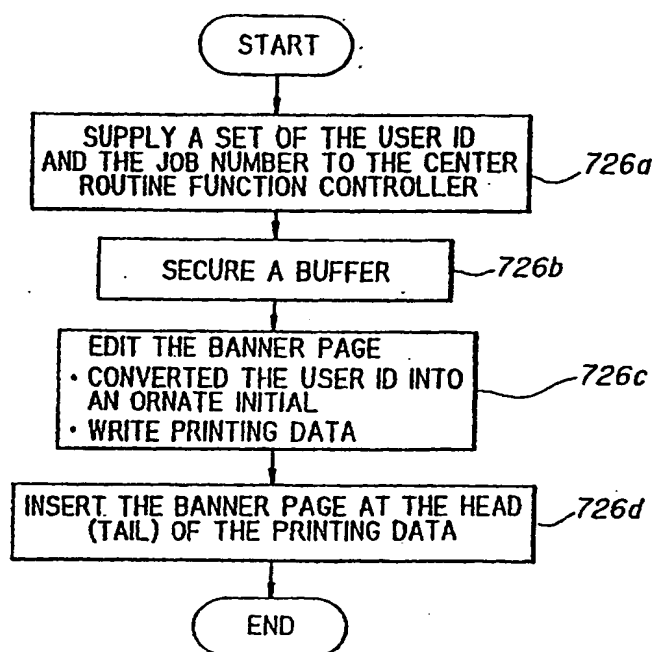 START
SUPPLY A SET OF THE USER ID
AND THE JOB NUMBER TO THE CENTER
ROUTINE FUNCTION CONTROLLER
726a
SECURE A BUFFER
726b
EDIT THE BANNER PAGE
• CONVERTED THE USER ID INTO
AN ORNATE INITIAL
• WRITE PRINTING DATA
726c
INSERT THE BANNER PAGE AT THE HEAD
(TAIL) OF THE PRINTING DATA
726d
END